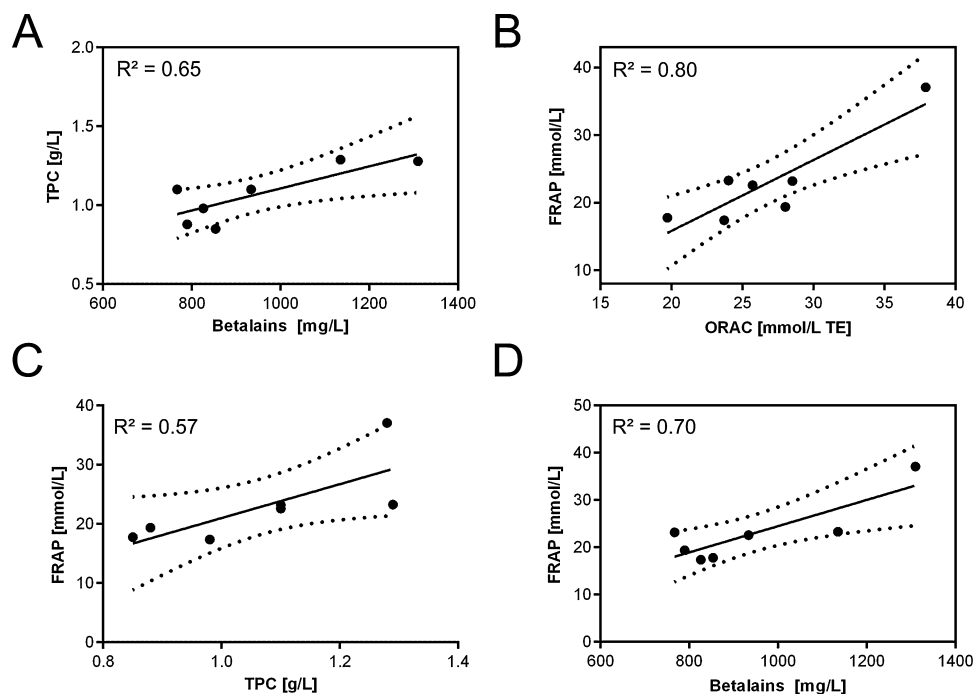 A
R² = 0.65
2.0
1.5
1.0
0.5
TPC [g/L]
600 800 1000 1200 1400
Betalains [mg/L]
B
R² = 0.80
40
30
20
10
FRAP [mmol/L]
15 20 25 30 35 40
ORAC [mmol/L TE]
C
R² = 0.57
40
30
20
10
0
FRAP [mmol/L]
0.8 1.0 1.2 1.4
TPC [g/L]
D
R² = 0.70
50
40
30
20
10
0
FRAP [mmol/L]
600 800 1000 1200 1400
Betalains [mg/L]